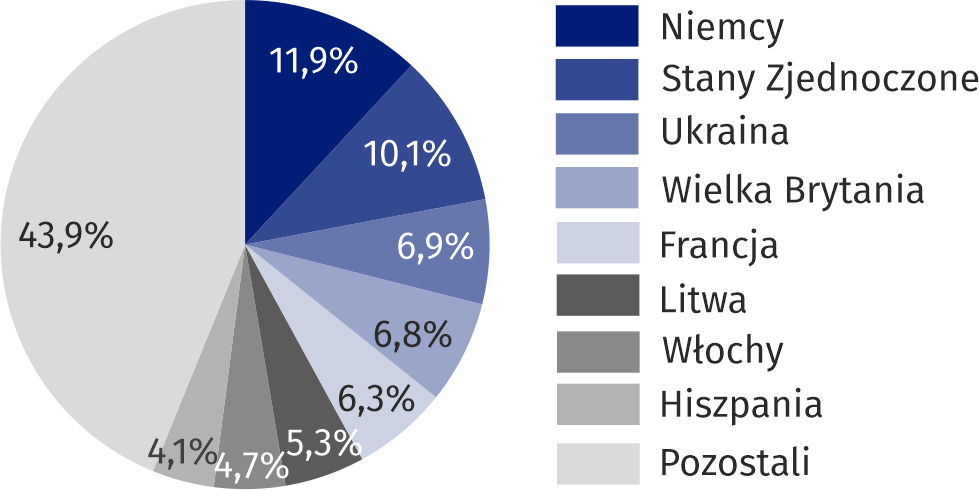 11,9%
10,1%
6,9%
6,8%
6,3%
5,3%
4,7%
4,1%
43,9%
Niemcy
Stany Zjednoczone
Ukraina
Wielka Brytania
Francja
Litwa
Włochy
Hiszpania
Pozostali